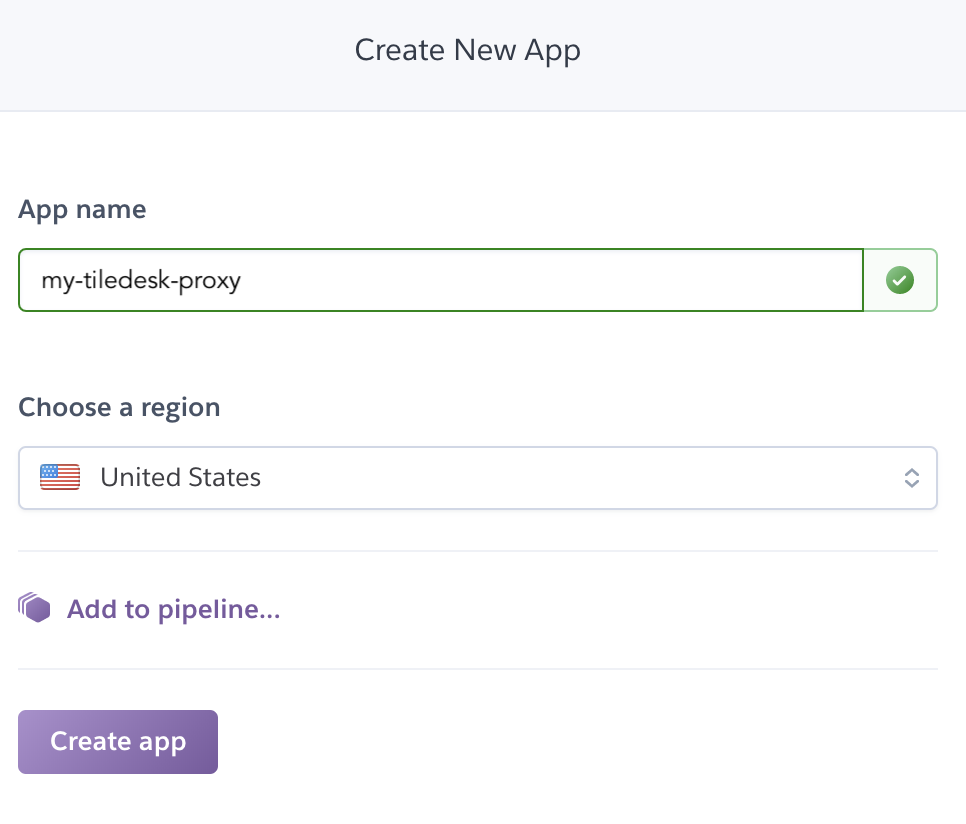 Create New App
App name
my-tiledesk-proxy
Choose a region
United States
Add to pipeline...
Create app